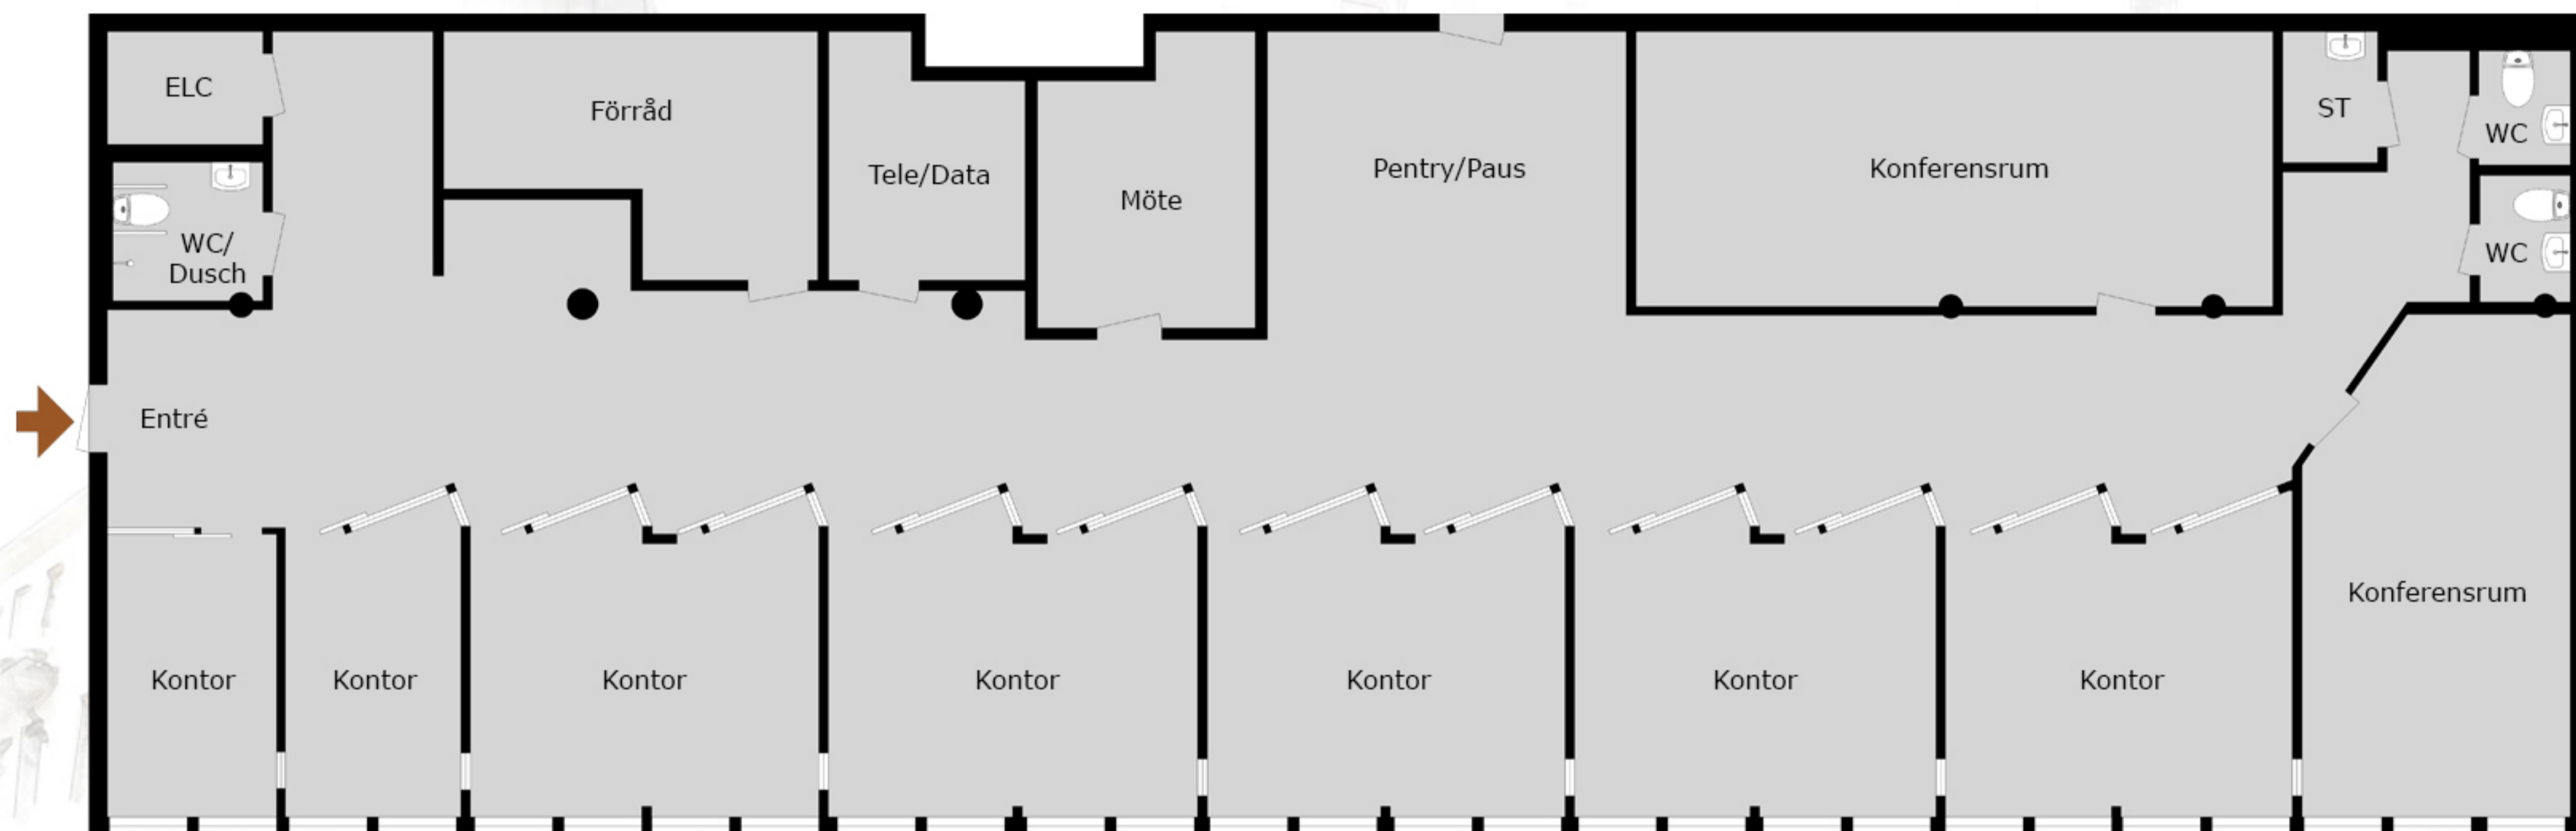 ELC
Förråd
Tele/Data
Möte
Pentry/Paus
Konferensrum
ST
WC
WC/
Dusch
WC
Entré
Konferensrum
Kontor
Kontor
Kontor
Kontor
Kontor
Kontor
Kontor